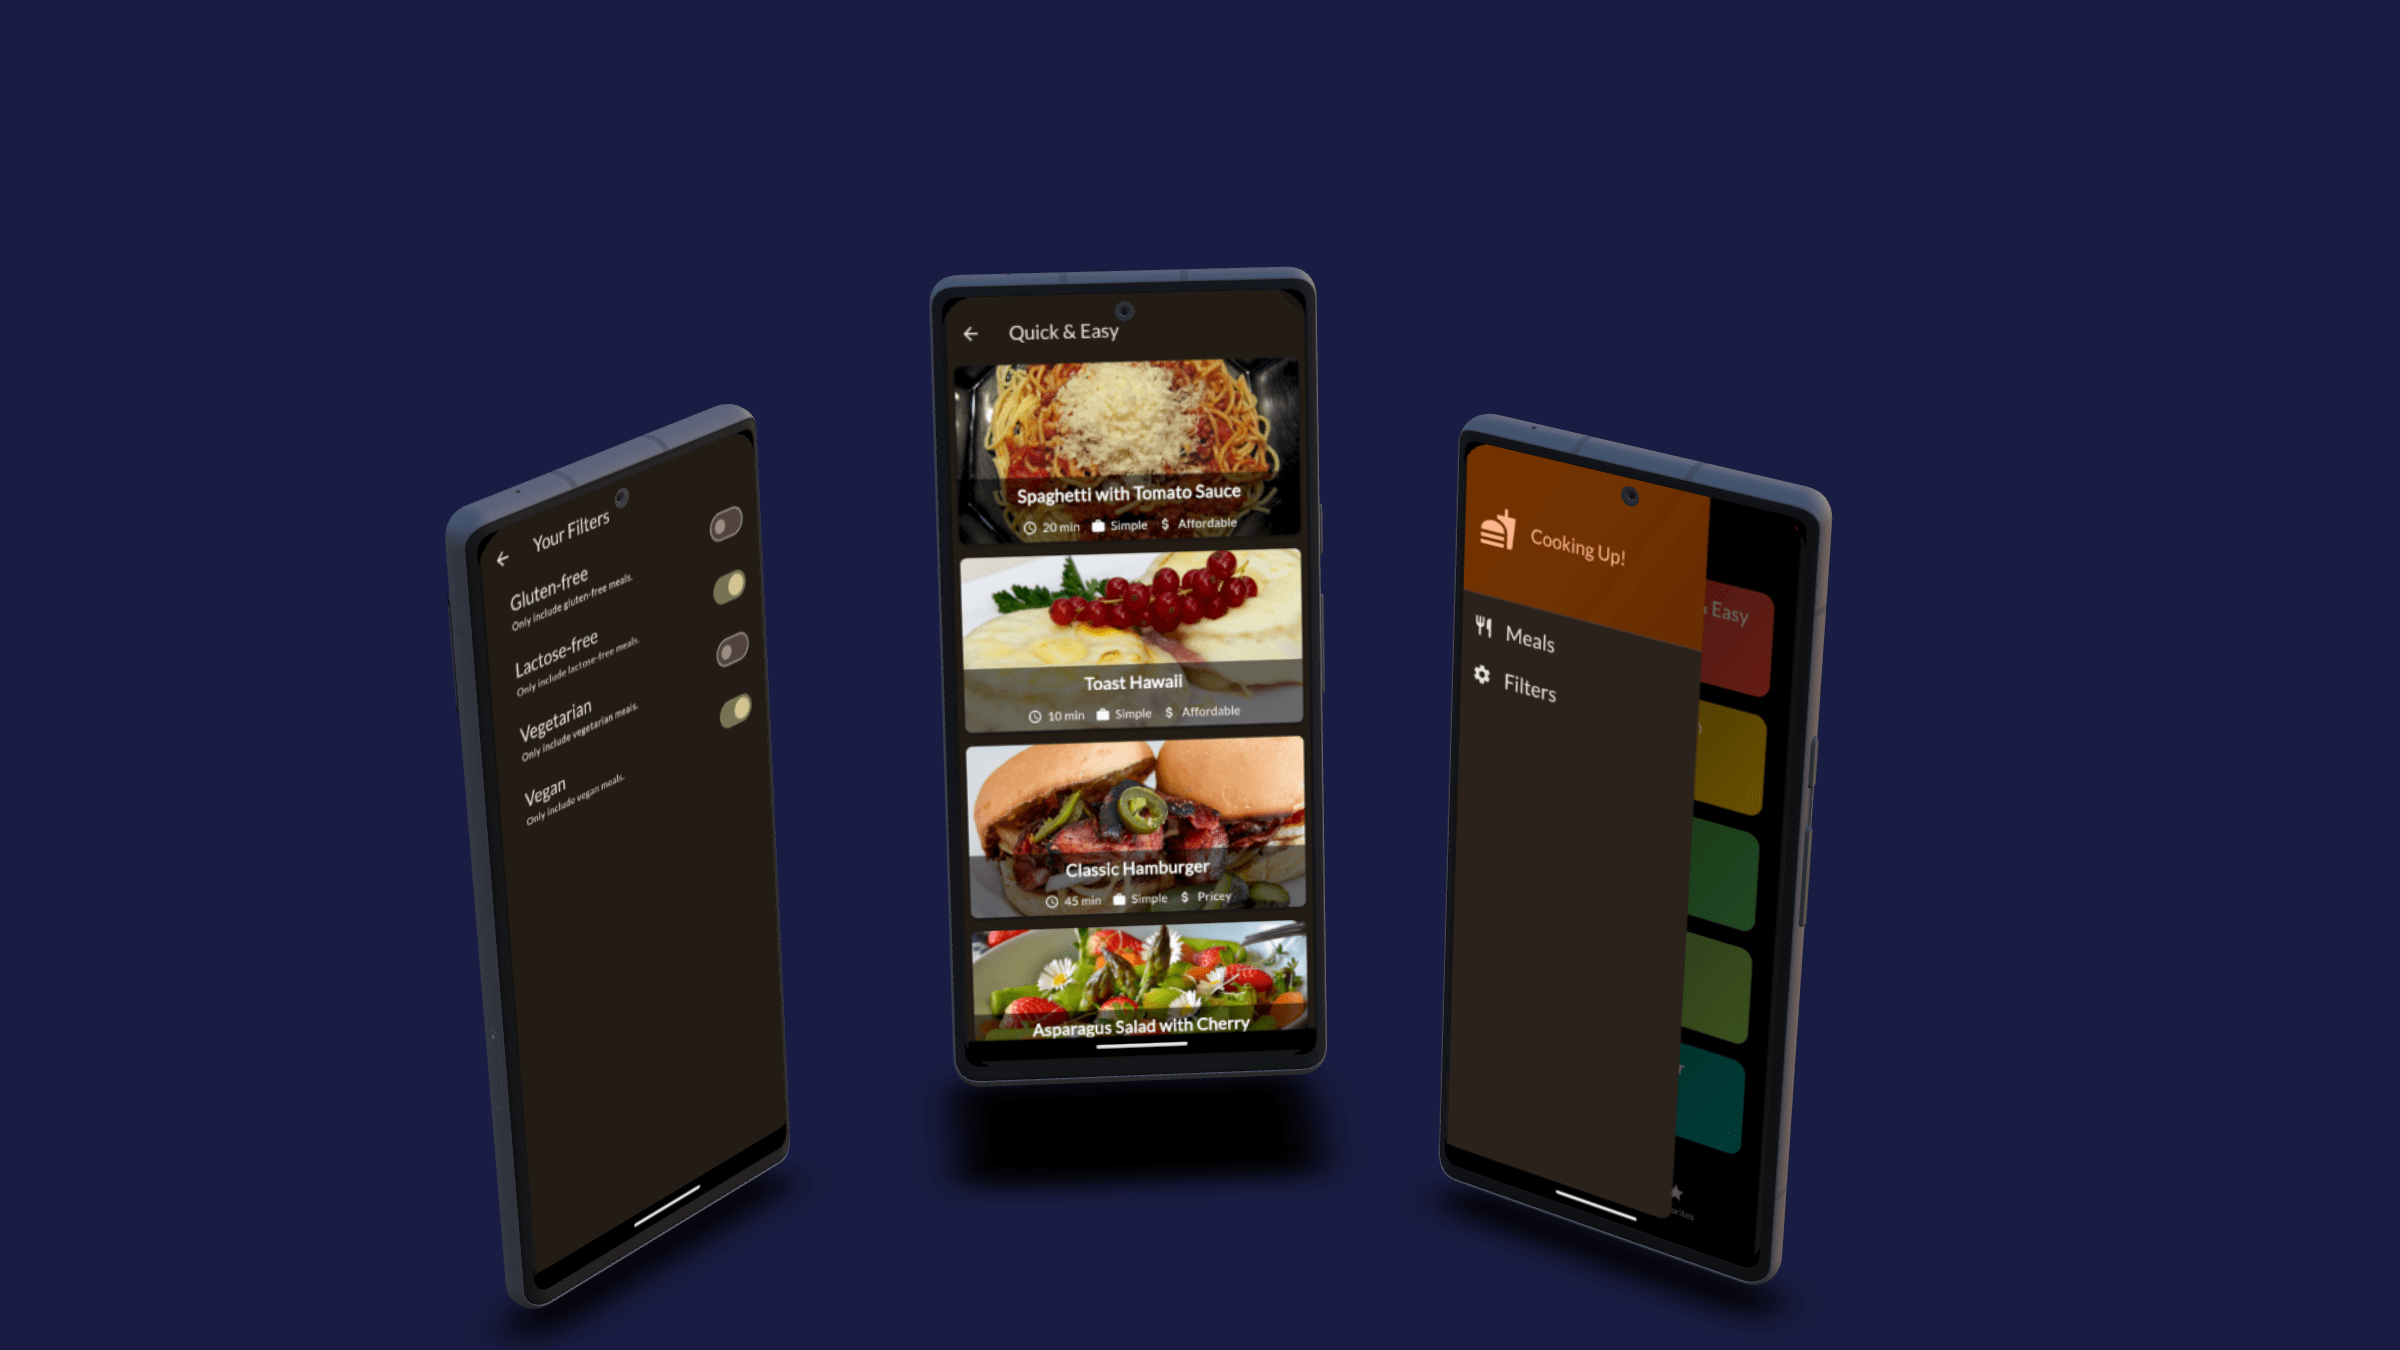 Your Filters
Gluten-free
Only include gluten-free meals.
Lactose-free
Only include lactose-free meals.
Vegetarian
Only include vegetarian meals.
Vegan
Only include vegan meals.
Quick & Easy
Spaghetti with Tomato Sauce
20 min Simple $ Affordable
Toast Hawaii
10 min Simple $ Affordable
Classic Hamburger
45 min Simple $ Pricey
Asparagus Salad with Cherry
Cooking Up!
Meals
Filters
Easy